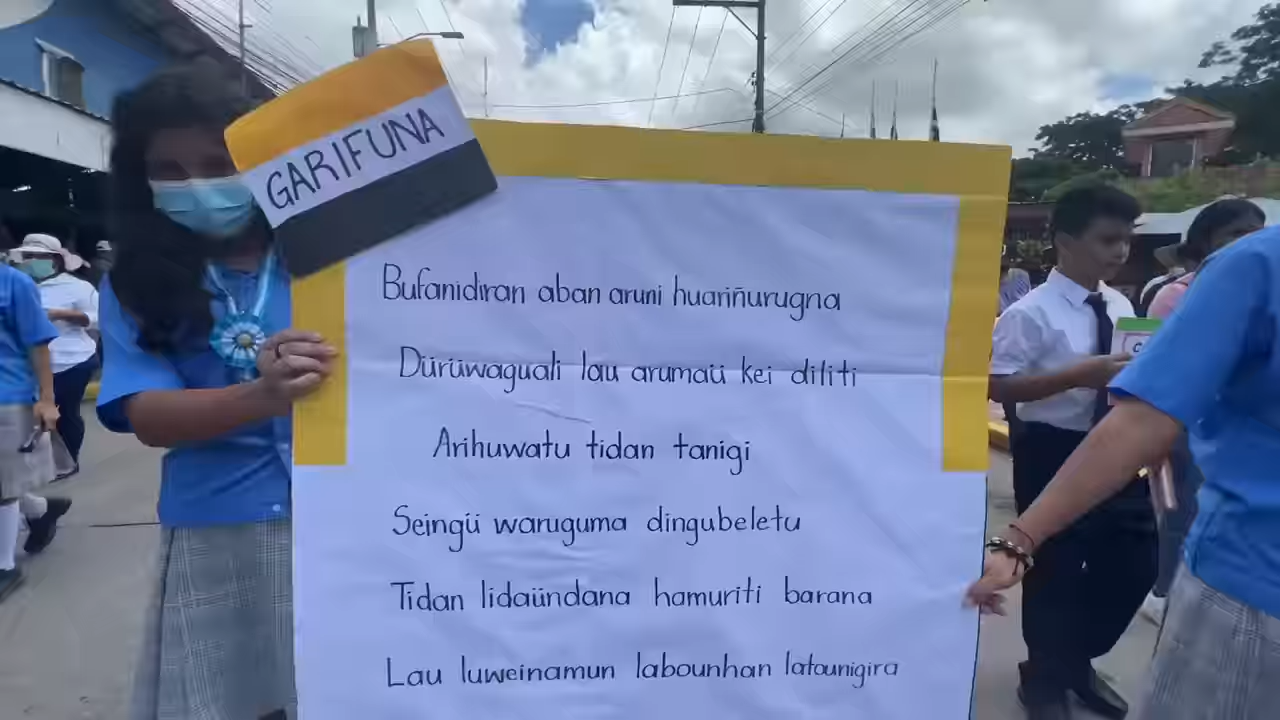 GARIFUNA
Bufanidiran aban aruni huariñurugna
Dürüwaguali lau arumaü kei diliti
Arihuwatu tidan tanigi
Seingü waruguma dingubeletu
Tidan lidaündana hamuriti barana
Lau luweinamun labounhan lataunigira